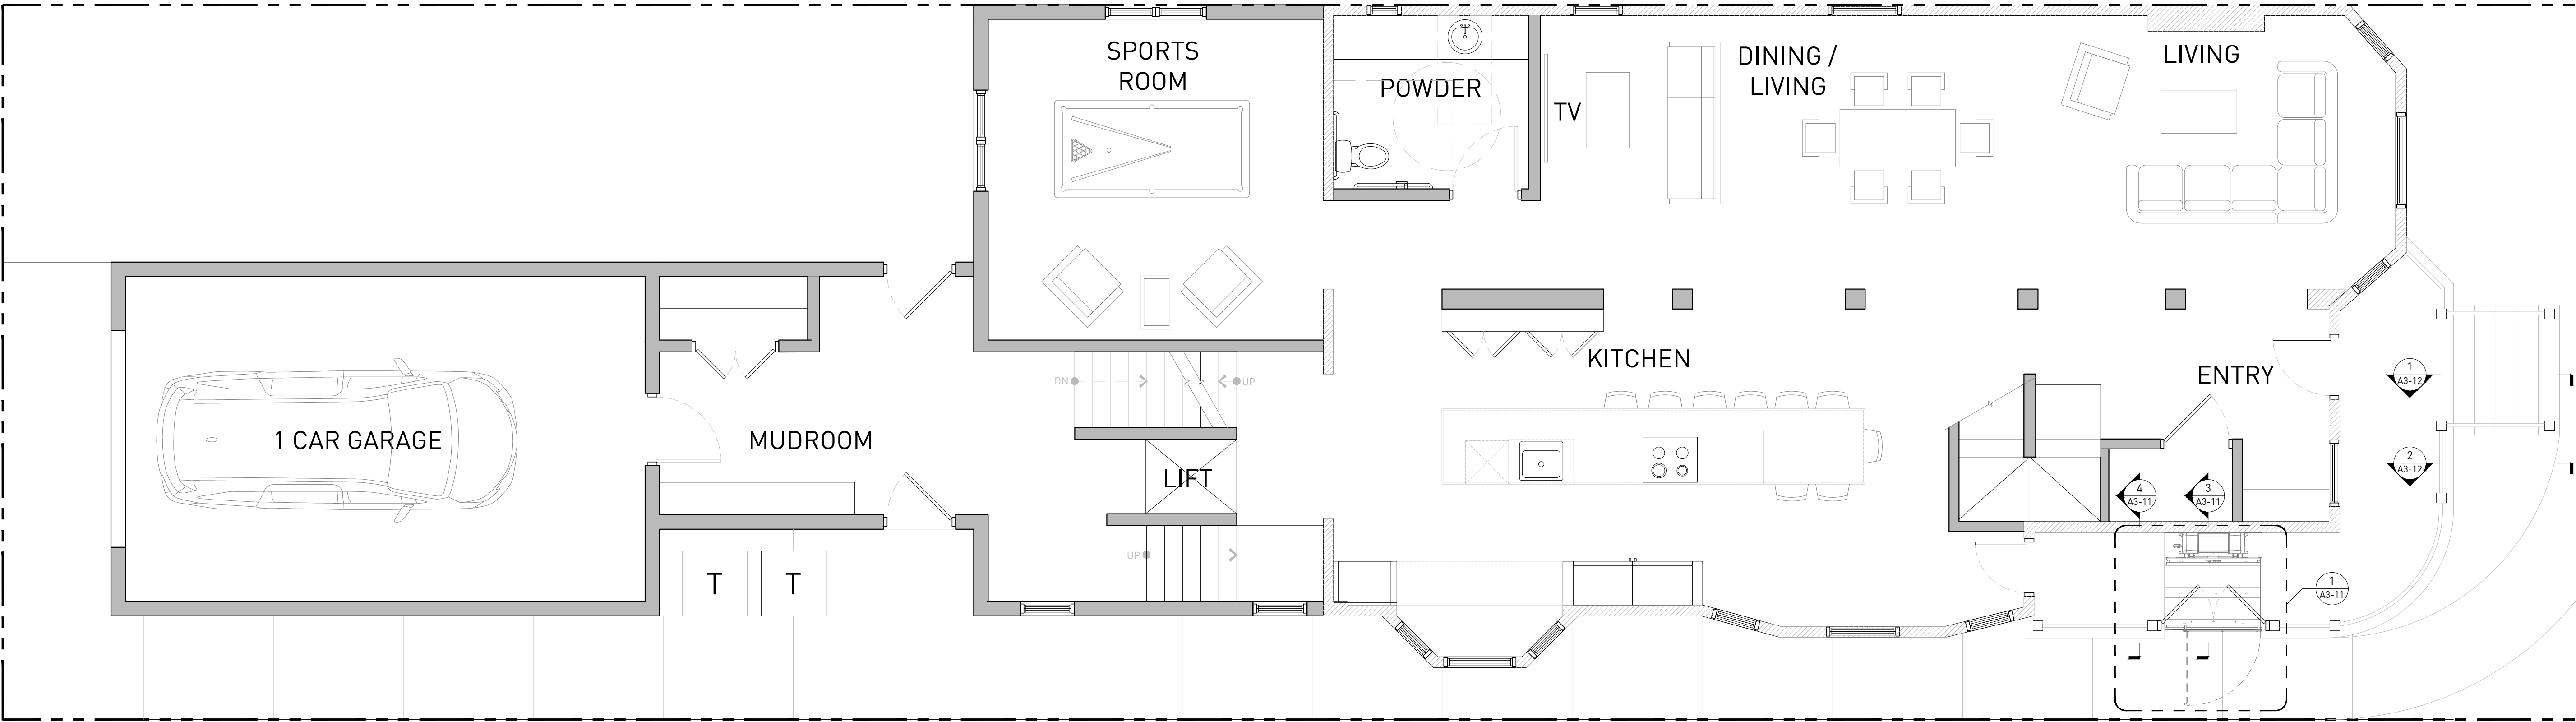 SPORTS
ROOM
POWDER
TV
DINING /
LIVING
LIVING
KITCHEN
ENTRY
1 CAR GARAGE
MUDROOM
DN
UP
LIFT
UP
T
T
1
A3-12
2
A3-12
4
A3-11
3
A3-11
1
A3-11